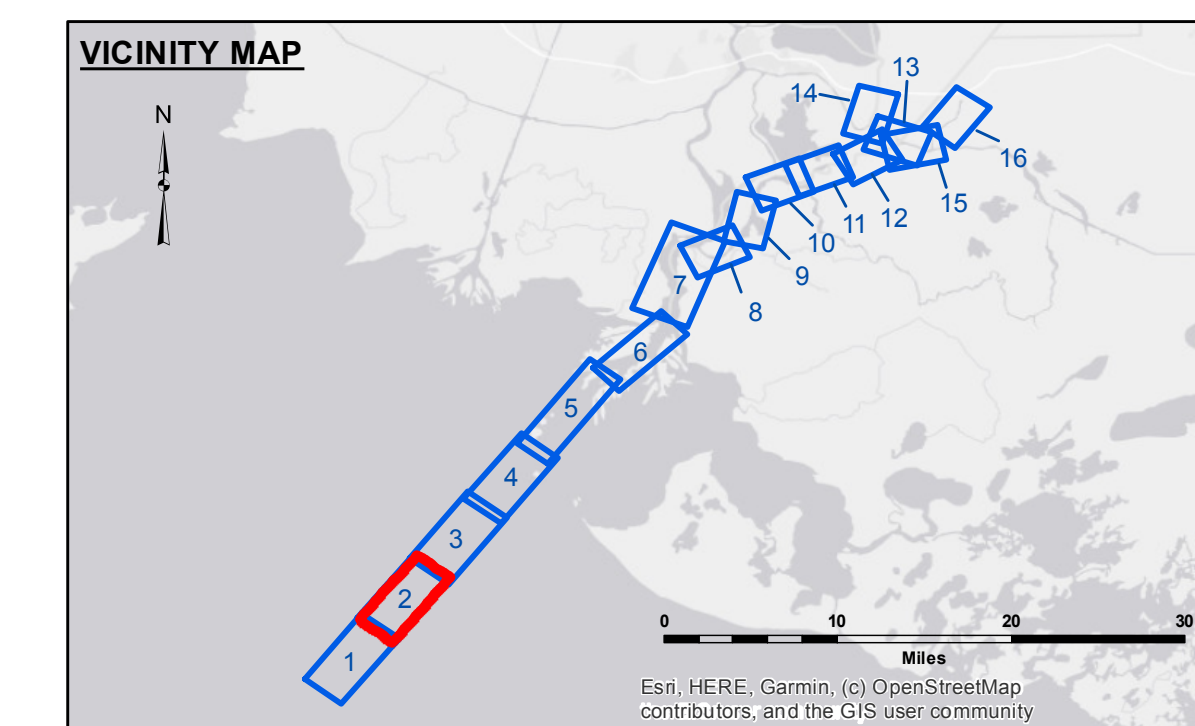 VICINITY MAP
N
13
14
16
15
12
11
10
9
8
7
6
5
4
3
2
1
0 10 20 30
Miles
Esri, HERE, Garmin, (c) OpenStreetMap
contributors, and the GIS user community